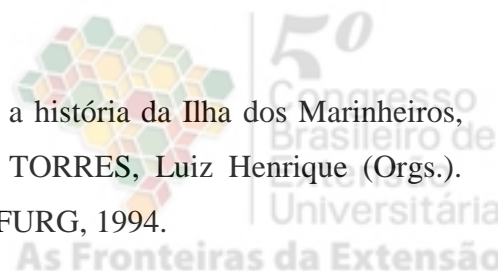 5º
Congresso
a história da Ilha dos Marinheiros,
Brasileiro de
TORRES, Luiz Henrique (Orgs.).
Extensão
FURG, 1994.
Universitária
As Fronteiras da Extensão